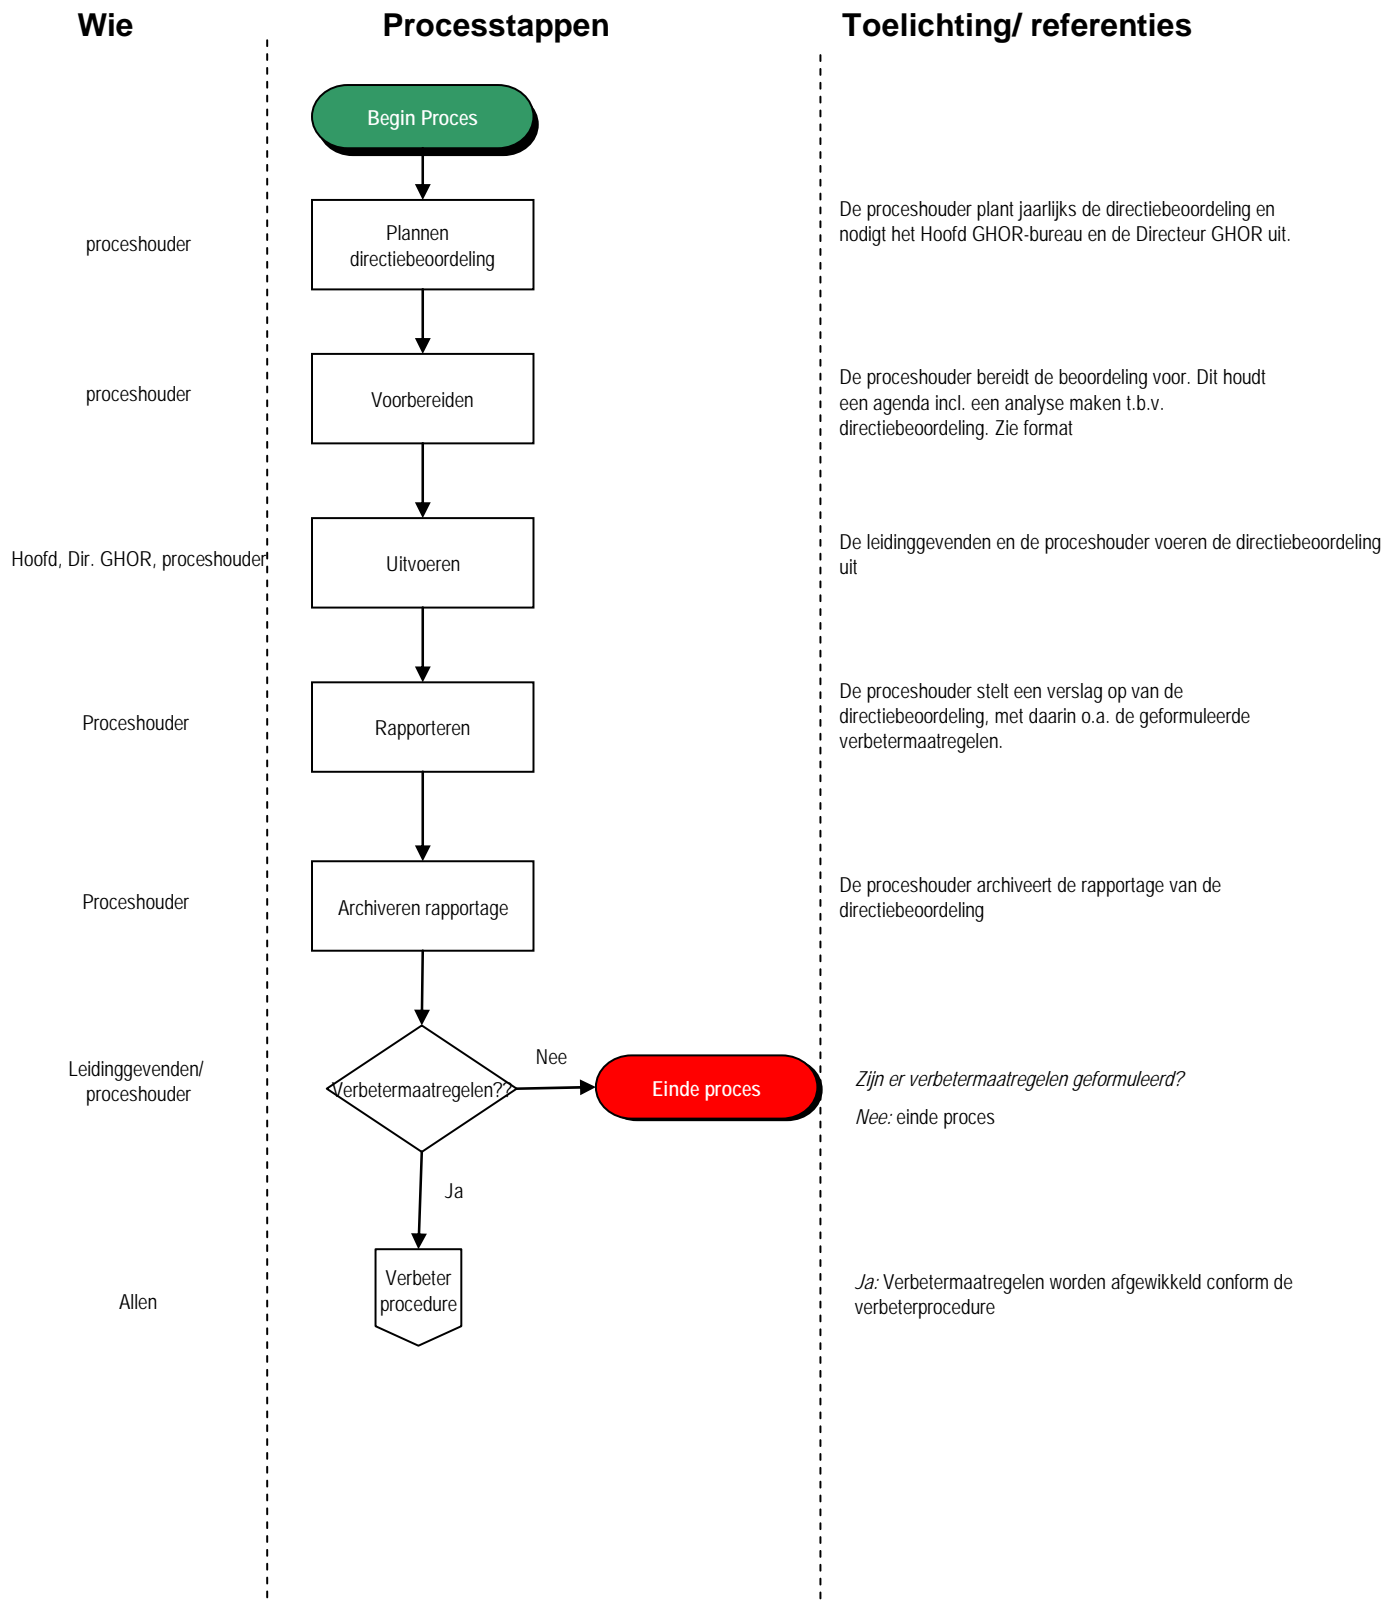 Wie
Processtappen
Toelichting/ referenties
Begin Proces
proceshouder
Plannen
directiebeoordeling
De proceshouder plant jaarlijks de directiebeoordeling en
nodigt het Hoofd GHOR-bureau en de Directeur GHOR uit.
proceshouder
Voorbereiden
De proceshouder bereidt de beoordeling voor. Dit houdt
een agenda incl. een analyse maken t.b.v.
directiebeoordeling. Zie format
Hoofd, Dir. GHOR, proceshouder
Uitvoeren
De leidinggevenden en de proceshouder voeren de directiebeoordeling
uit
Proceshouder
Rapporteren
De proceshouder stelt een verslag op van de
directiebeoordeling, met daarin o.a. de geformuleerde
verbetermaatregelen.
Proceshouder
Archiveren rapportage
De proceshouder archiveert de rapportage van de
directiebeoordeling
Leidinggevenden/
proceshouder
Verbetermaatregelen??
Nee
Einde proces
Zijn er verbetermaatregelen geformuleerd?
Nee: einde proces
Ja
Allen
Verbeter
procedure
Ja: Verbetermaatregelen worden afgewikkeld conform de
verbeterprocedure